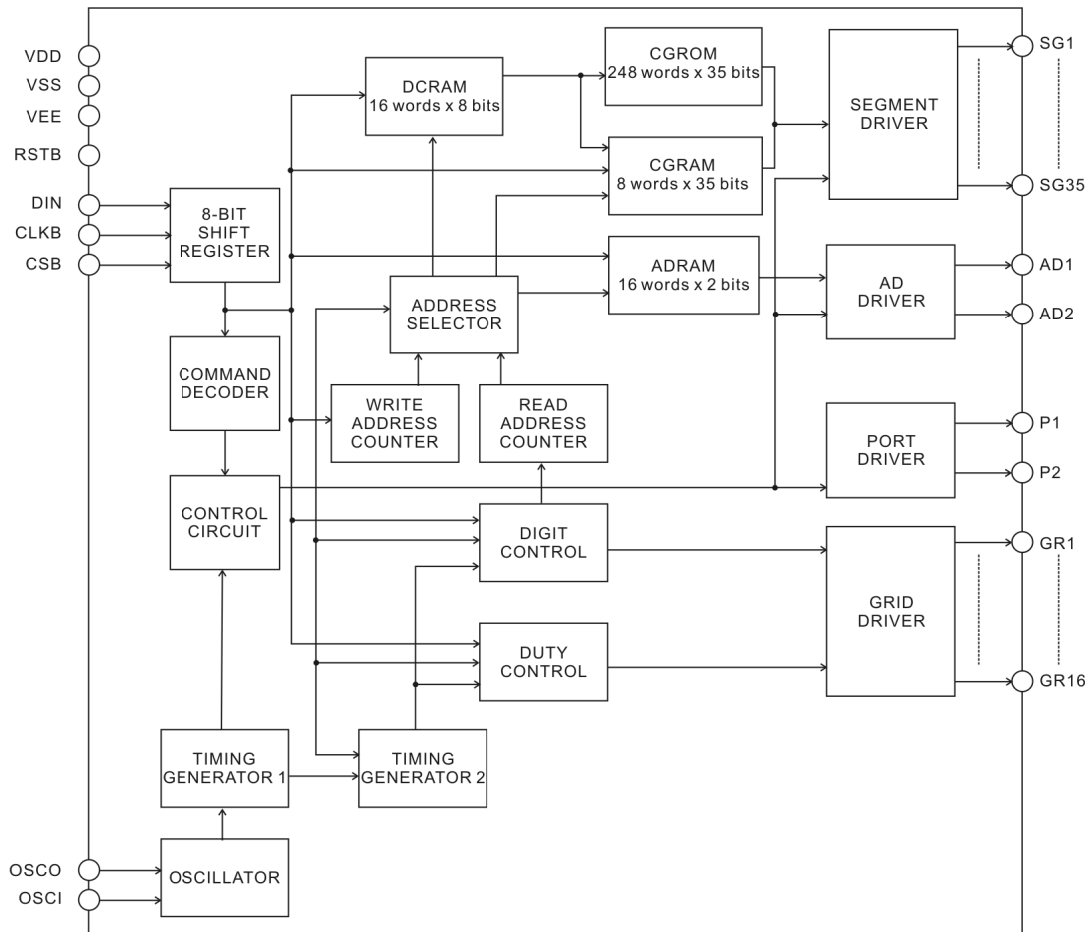 VDD
VSS
VEE
RSTB
DIN
CLKB
CSB
8-BIT
SHIFT
REGISTER
COMMAND
DECODER
CONTROL
CIRCUIT
TIMING
GENERATOR 1
OSCO
OSCI
OSCILLATOR
DCRAM
16 words x 8 bits
ADDRESS
SELECTOR
WRITE
ADDRESS
COUNTER
READ
ADDRESS
COUNTER
DIGIT
CONTROL
DUTY
CONTROL
TIMING
GENERATOR 2
CGROM
248 words x 35 bits
CGRAM
8 words x 35 bits
ADRAM
16 words x 2 bits
SEGMENT
DRIVER
AD
DRIVER
PORT
DRIVER
GRID
DRIVER
SG1
SG35
AD1
AD2
P1
P2
GR1
GR16